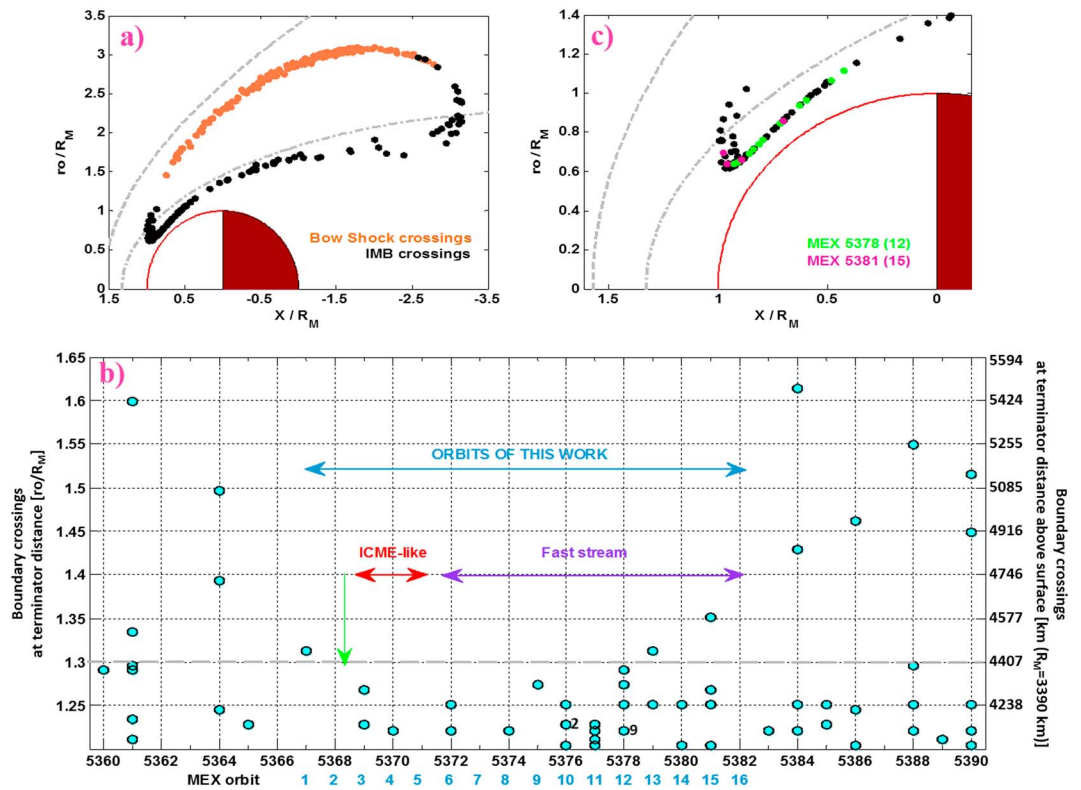 a)
ro / R_M
3.5
3
2.5
2
1.5
1
0.5
0
Bow Shock crossings
IMB crossings
1.5 0.5 -0.5 -1.5 -2.5 -3.5
X / R_M
c)
ro / R_M
1.4
1.2
1
0.8
0.6
0.4
0.2
0
MEX 5378 (12)
MEX 5381 (15)
1.5 1 0.5 0
X / R_M
b)
Boundary crossings
at terminator distance [ro/R_M]
1.65
1.6
1.55
1.5
1.45
1.4
1.35
1.3
1.25
ORBITS OF THIS WORK
ICME-like
Fast stream
2
9
5594
5424
5255
5085
4916
4746
4577
4407
4238
Boundary crossings
at terminator distance above surface [km (R_M=3390 km)]
5360 5362 5364 5366 5368 5370 5372 5374 5376 5378 5380 5382 5384 5386 5388 5390
MEX orbit 1 2 3 4 5 6 7 8 9 10 11 12 13 14 15 16